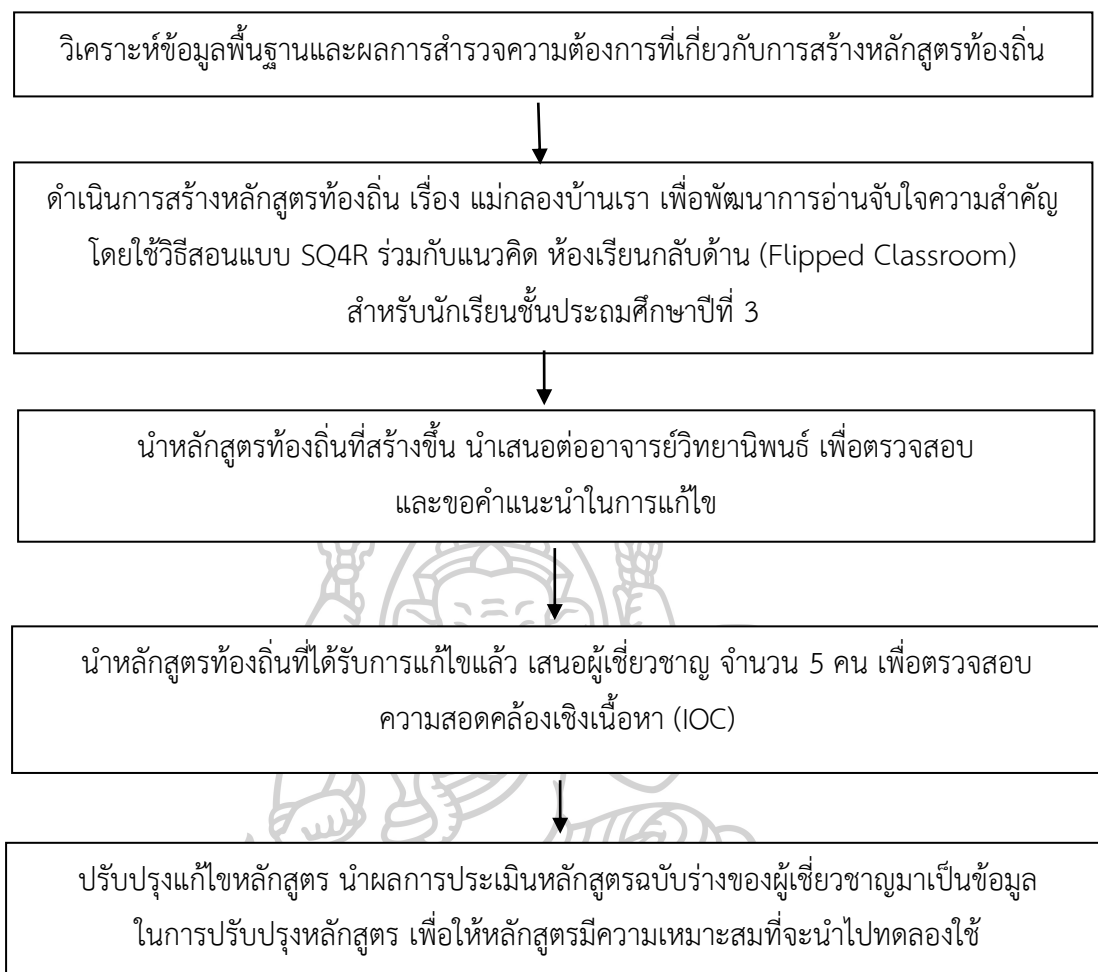 วิเคราะห์ข้อมูลพื้นฐานและผลการสำรวจความต้องการที่เกี่ยวกับการสร้างหลักสูตรท้องถิ่น
ดำเนินการสร้างหลักสูตรท้องถิ่น เรื่อง แม่กลองบ้านเรา เพื่อพัฒนาการอ่านจับใจความสำคัญ
โดยใช้วิธีสอนแบบ SQ4R ร่วมกับแนวคิด ห้องเรียนกลับด้าน (Flipped Classroom)
สำหรับนักเรียนชั้นประถมศึกษาปีที่ 3
นำหลักสูตรท้องถิ่นที่สร้างขึ้น นำเสนอต่ออาจารย์วิทยานิพนธ์ เพื่อตรวจสอบ
และขอคำแนะนำในการแก้ไข
นำหลักสูตรท้องถิ่นที่ได้รับการแก้ไขแล้ว เสนอผู้เชี่ยวชาญ จำนวน 5 คน เพื่อตรวจสอบ
ความสอดคล้องเชิงเนื้อหา (IOC)
ปรับปรุงแก้ไขหลักสูตร นำผลการประเมินหลักสูตรฉบับร่างของผู้เชี่ยวชาญมาเป็นข้อมูล
ในการปรับปรุงหลักสูตร เพื่อให้หลักสูตรมีความเหมาะสมที่จะนำไปทดลองใช้